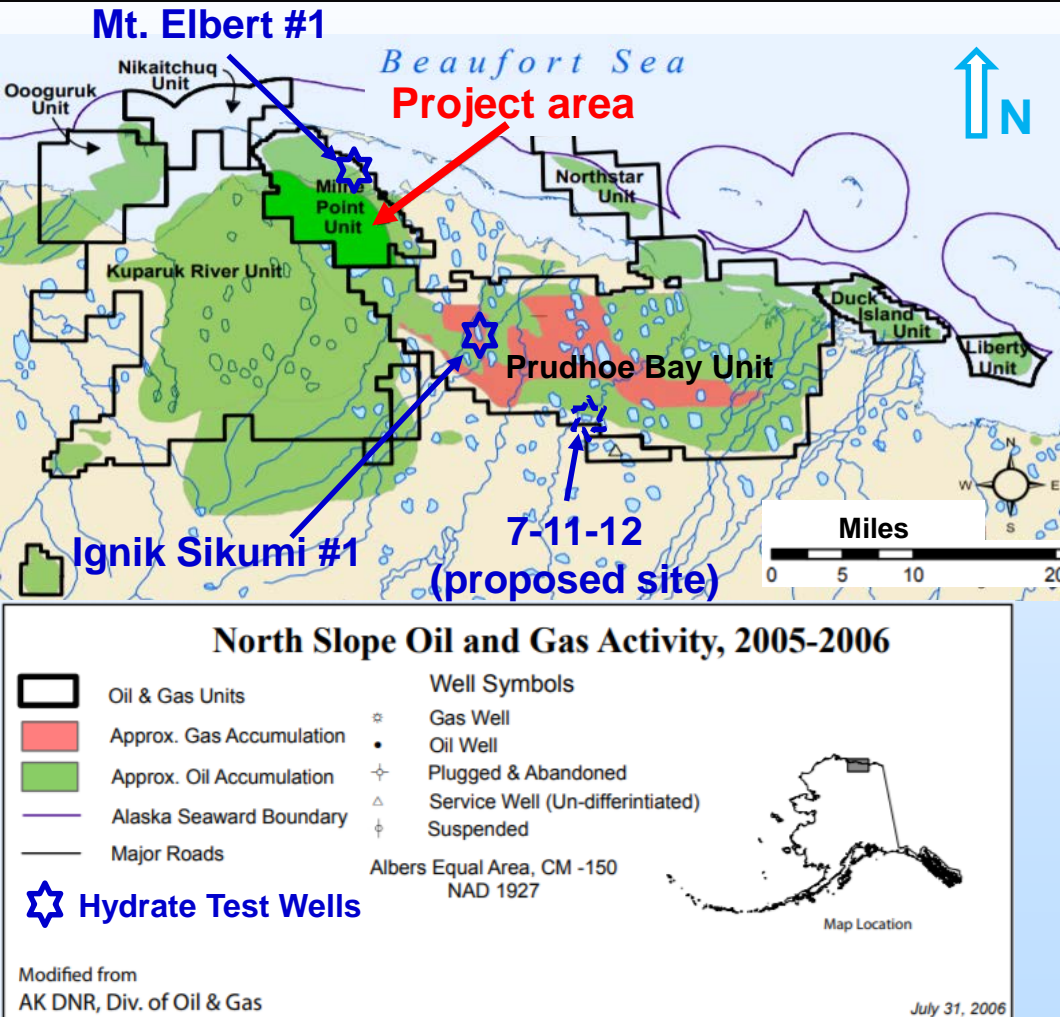 Mt. Elbert #1
Beaufort Sea
Nikaitchuq
Unit
Oooguruk
Unit
Project area
N
Northstar
Unit
Milne
Point
Unit
Kuparuk River Unit
Duck
Island
Unit
Liberty
Unit
Prudhoe Bay Unit
N
W
E
S
Ignik Sikumi #1
7-11-12
(proposed site)
Miles
0 5 10 20
North Slope Oil and Gas Activity, 2005-2006
Oil & Gas Units
Approx. Gas Accumulation
Approx. Oil Accumulation
Alaska Seaward Boundary
Major Roads
Hydrate Test Wells
Well Symbols
Gas Well
Oil Well
Plugged & Abandoned
Service Well (Un-differintiated)
Suspended
Albers Equal Area, CM -150
NAD 1927
Map Location
Modified from
AK DNR, Div. of Oil & Gas
July 31, 2006